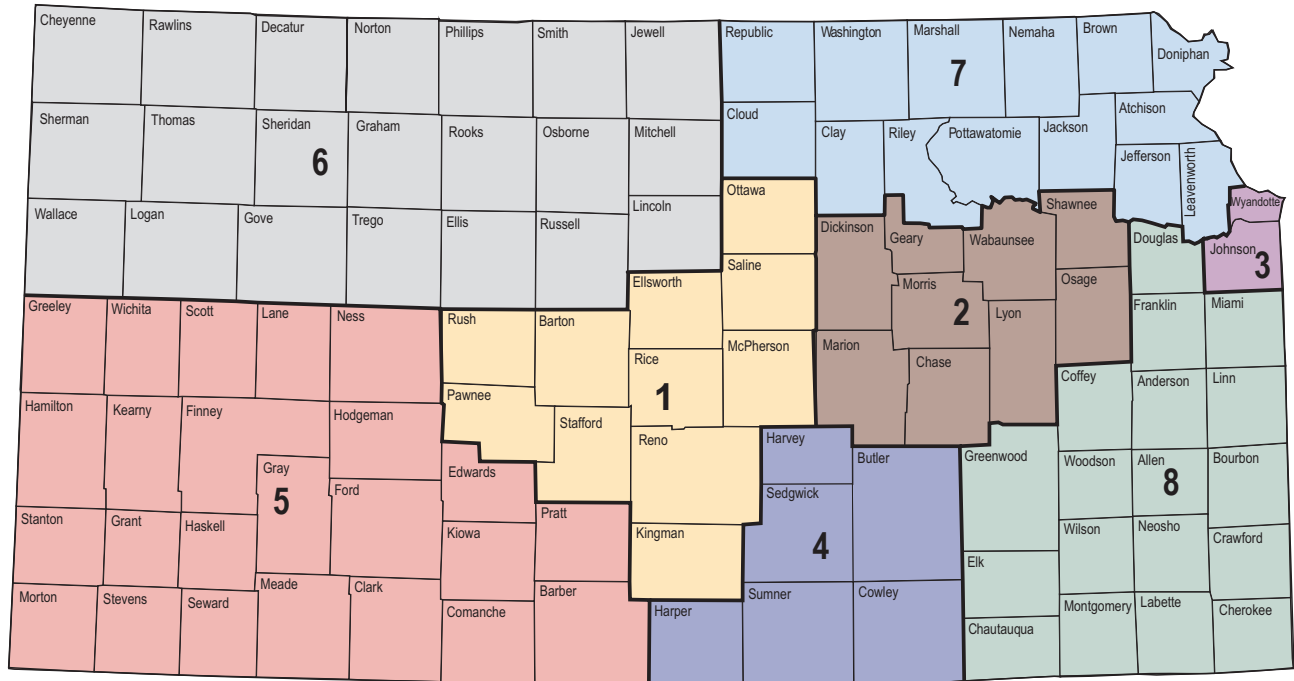 Cheyenne
Rawlins
Decatur
Norton
Phillips
Smith
Jewell
Republic
Washington
Marshall
Nemaha
Brown
Doniphan
7
Sherman
Thomas
Sheridan
Graham
Rooks
Osborne
Mitchell
Cloud
Clay
Riley
Pottawatomie
Jackson
Atchison
Jefferson
Leavenworth
6
Wallace
Logan
Gove
Trego
Ellis
Russell
Lincoln
Ottawa
Dickinson
Geary
Wabaunsee
Shawnee
Douglas
Wyandotte
Johnson
3
Saline
Ellsworth
Morris
2
Lyon
Osage
Franklin
Miami
Greeley
Wichita
Scott
Lane
Ness
Rush
Barton
Rice
1
McPherson
Marion
Chase
Coffey
Anderson
Linn
Hamilton
Kearny
Finney
Hodgeman
Pawnee
Stafford
Reno
Harvey
Butler
Greenwood
Woodson
Allen
8
Bourbon
Gray
5
Ford
Edwards
Sedgwick
4
Stanton
Grant
Haskell
Kiowa
Pratt
Kingman
Elk
Wilson
Neosho
Crawford
Morton
Stevens
Seward
Meade
Clark
Comanche
Barber
Harper
Sumner
Cowley
Chautauqua
Montgomery
Labette
Cherokee